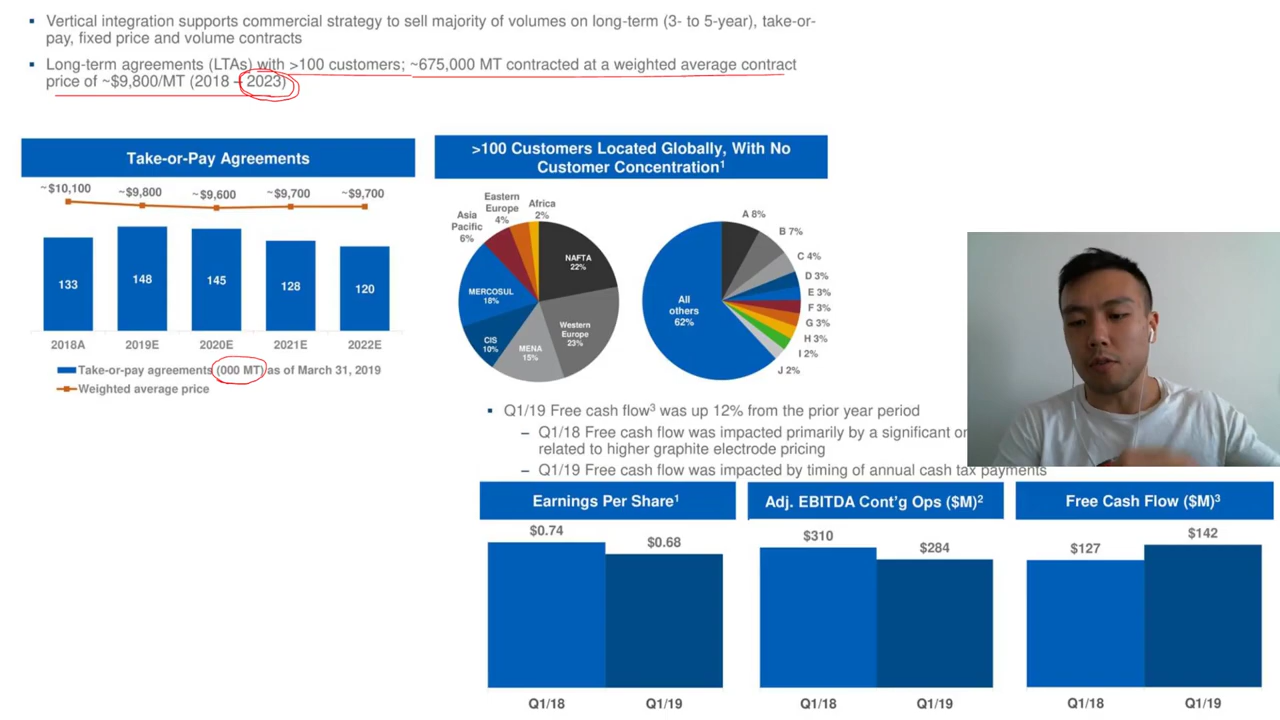 ▪ Vertical integration supports commercial strategy to sell majority of volumes on long-term (3- to 5-year), take-or-
pay, fixed price and volume contracts
▪ Long-term agreements (LTAs) with >100 customers; ~675,000 MT contracted at a weighted average contract
price of ~$9,800/MT (2018 – 2023)
Take-or-Pay Agreements
~$10,100 ~$9,800 ~$9,600 ~$9,700 ~$9,700
133 148 145 128 120
2018A 2019E 2020E 2021E 2022E
Take-or-pay agreements (000 MT) as of March 31, 2019
Weighted average price
>100 Customers Located Globally, With No
Customer Concentration1
Africa
2%
Eastern
Europe
4%
Asia
Pacific
6%
NAFTA
22%
MERCOSUL
18%
CIS
10%
MENA
15%
Western
Europe
23%
A 8%
B 7%
C 4%
D 3%
E 3%
F 3%
G 3%
H 3%
I 2%
J 2%
All
others
62%
▪ Q1/19 Free cash flow3 was up 12% from the prior year period
– Q1/18 Free cash flow was impacted primarily by a significant
related to higher graphite electrode pricing
– Q1/19 Free cash flow was impacted by timing of annual cash tax payments
Earnings Per Share1
$0.74 $0.68
Q1/18 Q1/19
Adj. EBITDA Cont'g Ops ($M)2
$310 $284
Q1/18 Q1/19
Free Cash Flow ($M)3
$127 $142
Q1/18 Q1/19